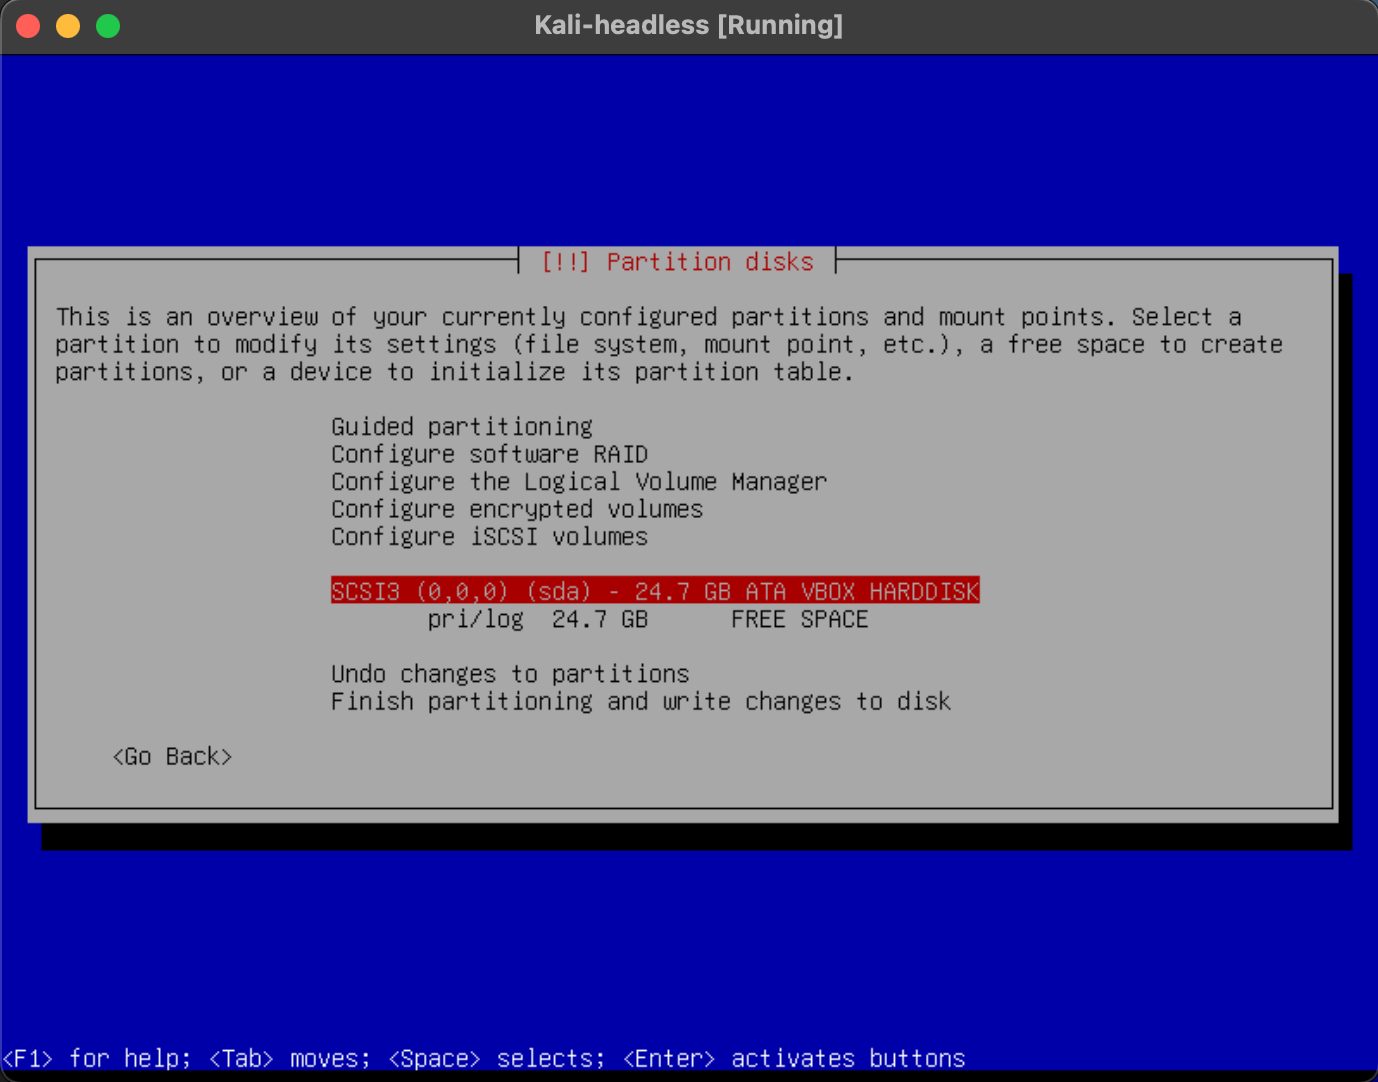 Kali-headless [Running]
[!!] Partition disks
This is an overview of your currently configured partitions and mount points. Select a
partition to modify its settings (file system, mount point, etc.), a free space to create
partitions, or a device to initialize its partition table.
Guided partitioning
Configure software RAID
Configure the Logical Volume Manager
Configure encrypted volumes
Configure iSCSI volumes
SCSI3 (0,0,0) (sda) - 24.7 GB ATA VBOX HARDDISK
pri/log 24.7 GB FREE SPACE
Undo changes to partitions
Finish partitioning and write changes to disk
<Go Back>
<F1> for help; <Tab> moves; <Space> selects; <Enter> activates buttons